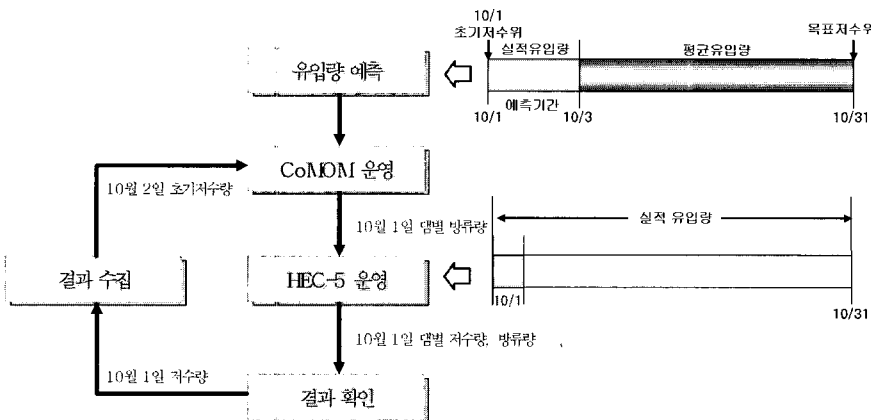 10/1
초기저수위
목표저수위
실적유입량
평균유입량
유입량 예측
예측기간
10/1
10/3
10/31
CoMOM 운영
10월 2일 초기저수량
10월 1일 댐별 방류량
실적 유입량
결과 수집
HEC-5 운영
10/1
10/31
10월 1일 댐별 저수량, 방류량
10월 1일 저수량
결과 확인